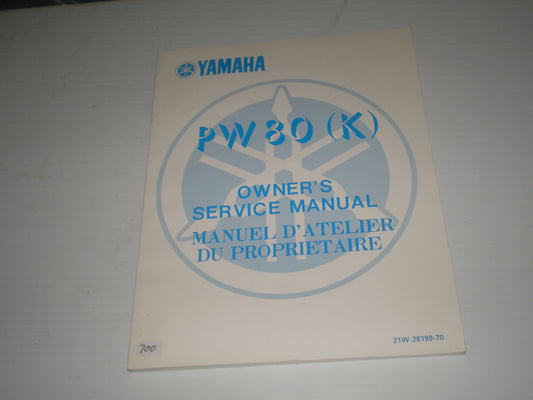 YAMAHA
PW80 (K)
OWNER'S
SERVICE MANUAL
MANUEL D'ATELIER
DU PROPRIETAIRE
21W-28199-70
700